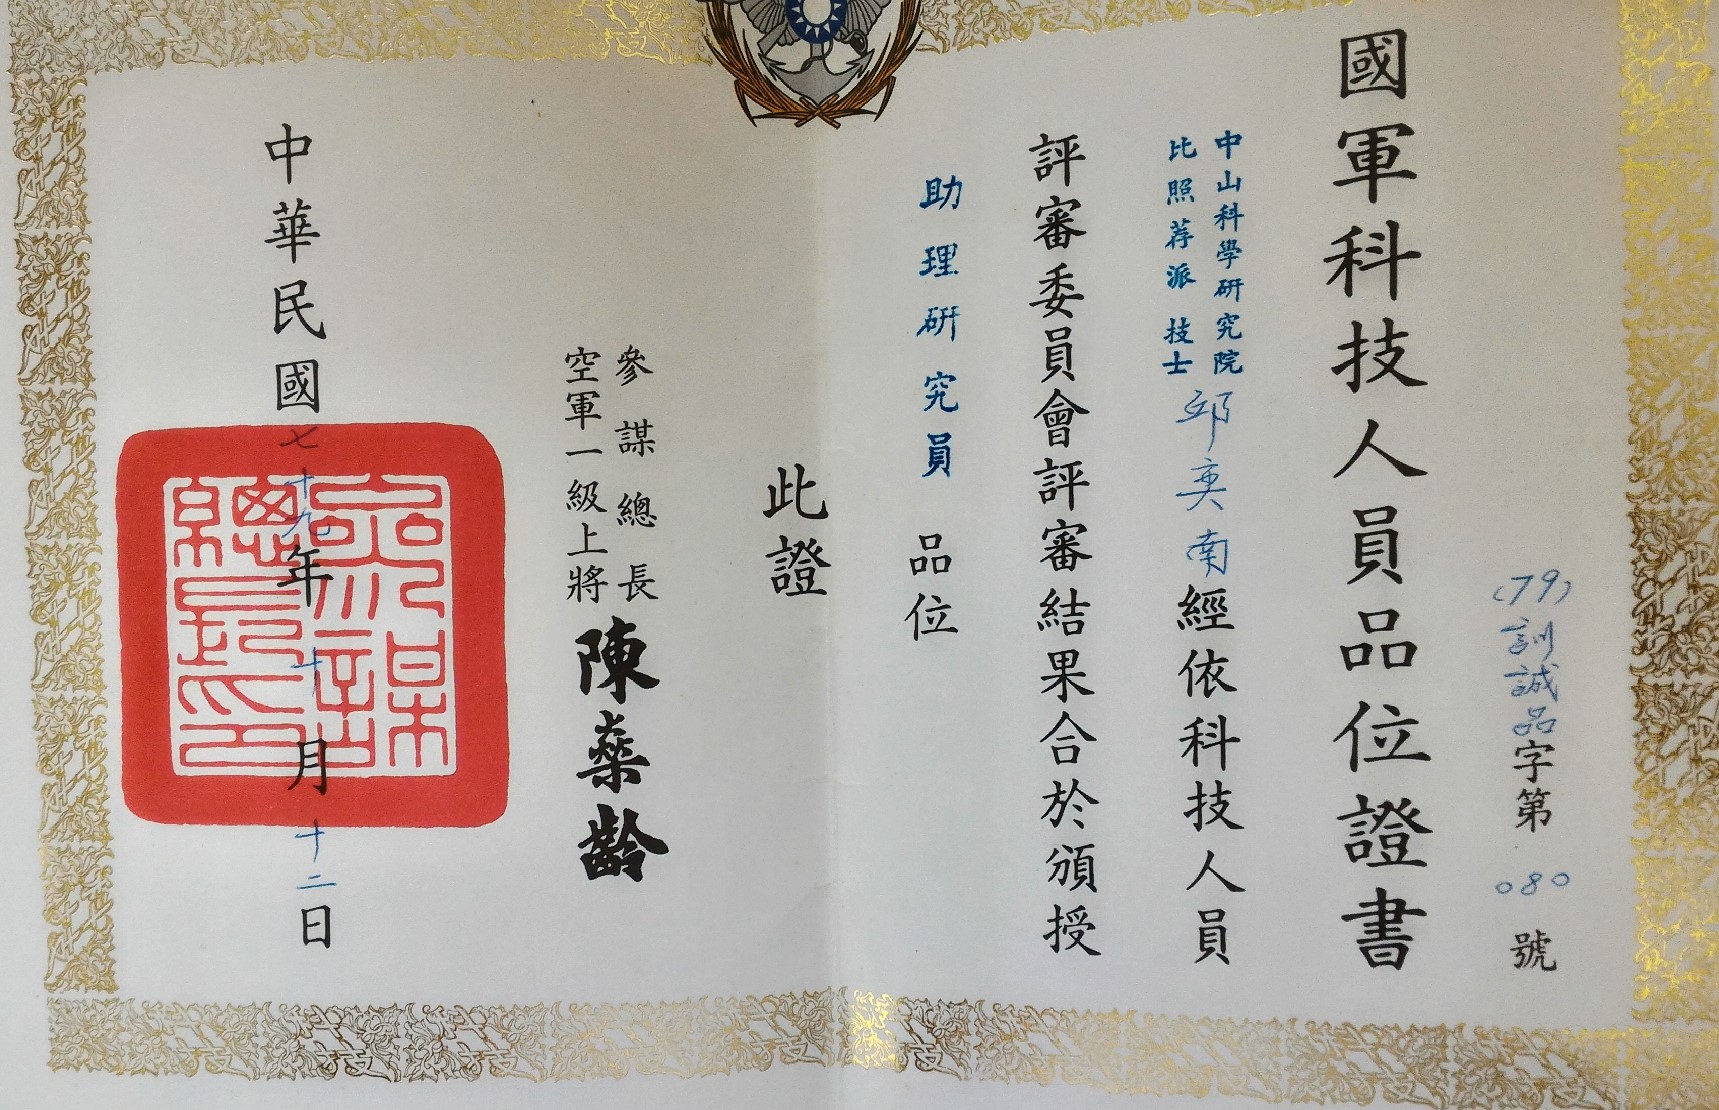 國軍科技人員品位證書
(79)訓誠品字第080號
中山科學研究院
比照荐派技士
邱奕南經依科技人員
評審委員會評審結果合於頒授
助理研究員 品位
此證
參謀總長
空軍一級上將
陳燊齡
中華民國七十九年十月十二日
參謀總長之印